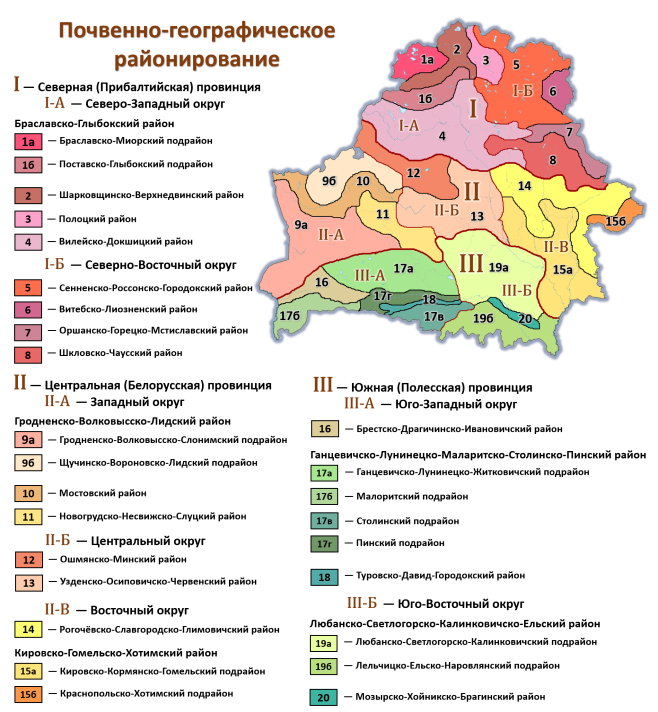 Почвенно-географическое
районирование
I — Северная (Прибалтийская) провинция
I-А — Северо-Западный округ
Браславско-Глыбокский район
1а — Браславско-Миорский подрайон
1б — Поставско-Глыбокский подрайон
2 — Шарковщинско-Верхнедвинский район
3 — Полоцкий район
4 — Вилейско-Докшицкий район
I-Б — Северно-Восточный округ
5 — Сенненско-Россонско-Городокский район
6 — Витебско-Лиозненский район
7 — Оршанско-Горецко-Мстиславский район
8 — Шкловско-Чаусский район
II — Центральная (Белорусская) провинция
II-А — Западный округ
Гродненско-Волковысско-Лидский район
9а — Гродненско-Волковысско-Слонимский подрайон
9б — Щучинско-Вороновско-Лидский подрайон
10 — Мостовский район
11 — Новогрудско-Несвижско-Слуцкий район
II-Б — Центральный округ
12 — Ошмянско-Минский район
13 — Узденско-Осиповичско-Червенский район
II-В — Восточный округ
14 — Рогочёвско-Славгородско-Глимовичский район
Кировско-Гомельско-Хотимский район
15а — Кировско-Кормянско-Гомельский подрайон
15б — Краснопольско-Хотимский подрайон
III — Южная (Полесская) провинция
III-А — Юго-Западный округ
16 — Брестско-Драгичинско-Ивановичский район
Ганцевичско-Лунинецко-Маларитско-Столинско-Пинский район
17а — Ганцевичско-Лунинецко-Житковичский подрайон
17б — Малоритский подрайон
17в — Столинский подрайон
17г — Пинский подрайон
18 — Туровско-Давид-Городокский район
III-Б — Юго-Восточный округ
Любанско-Светлогорско-Калинковичско-Ельский район
19а — Любанско-Светлогорско-Калинковичский подрайон
19б — Лельчицко-Ельско-Наровлянский подрайон
20 — Мозырско-Хойникско-Брагинский район
1а
2
3
5
1б
I-Б
6
I
I-А
4
7
8
9б
10
12
II
14
9а
11
II-Б
13
15б
II-А
II-В
III-А
17а
III
19а
15а
16
17г
18
III-Б
17б
17в
19б
20